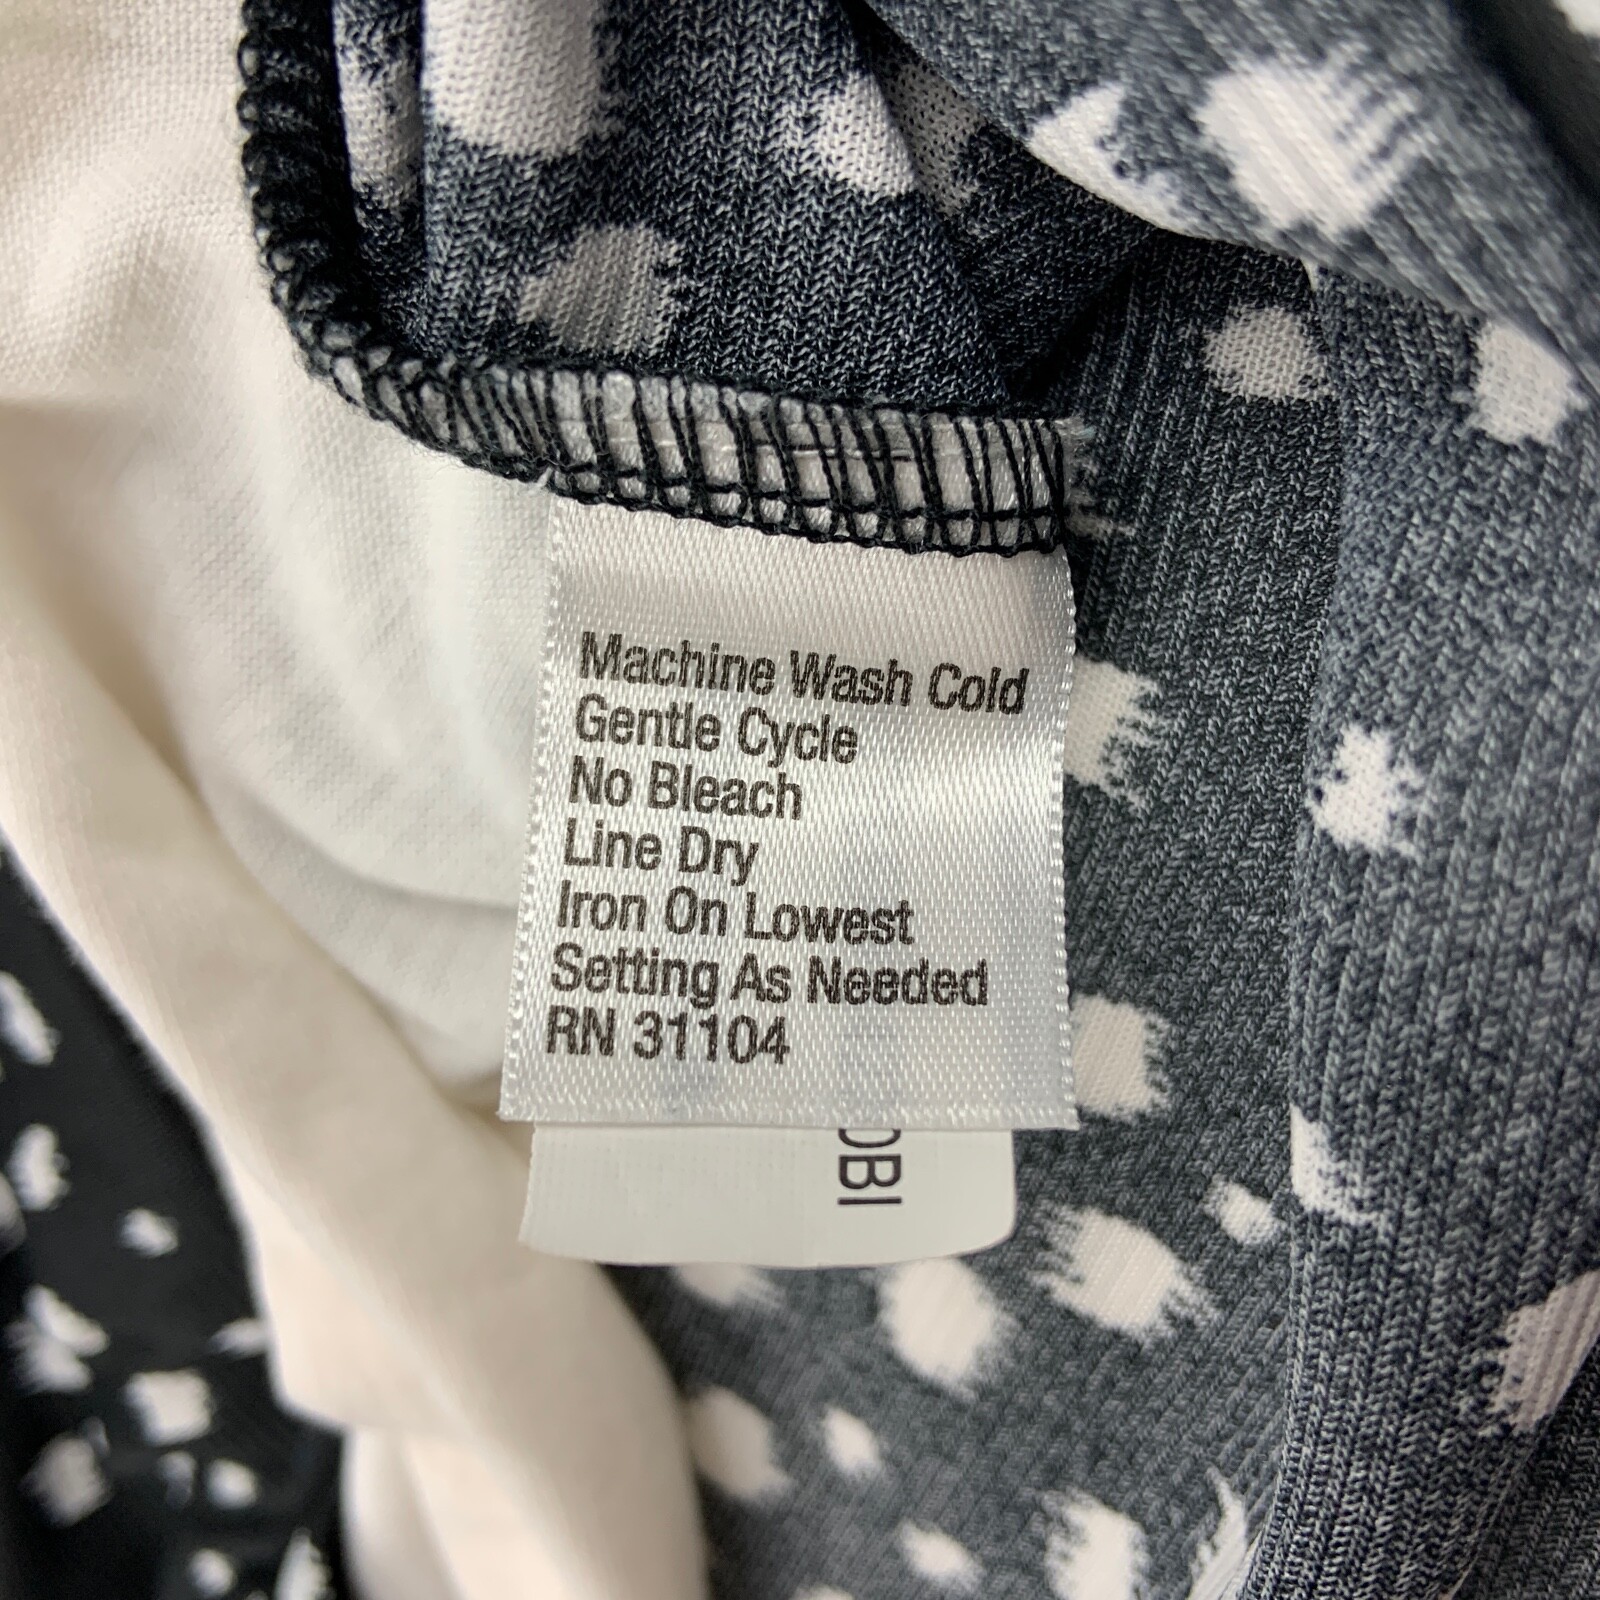 Machine Wash Cold
Gentle Cycle
No Bleach
Line Dry
Iron On Lowest
Setting As Needed
RN 31104